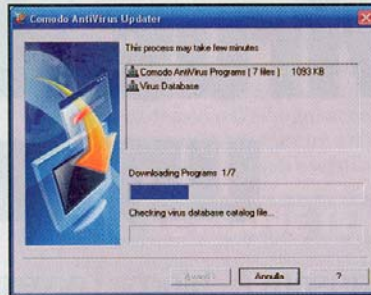 Comodo AntiVirus Updater
This process may take few minutes
Comodo AntiVirus Programs ( 7 files ) 1093 KB
Virus Database
Downloading Programs 1/7
Checking virus database catalog file...
Annulla
?